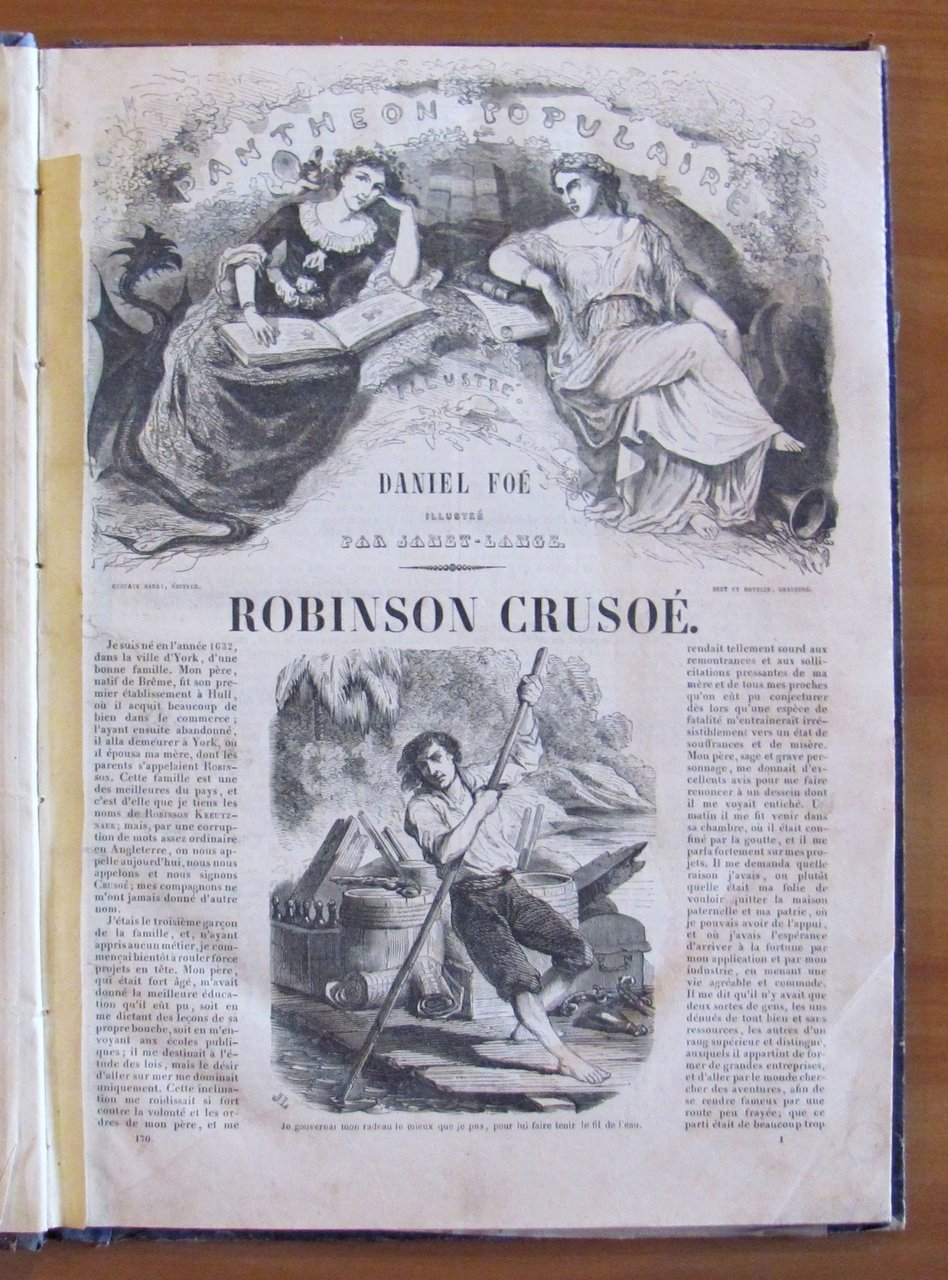 PANTHEON POPULAIRE
ILLUSTRÉ.
DANIEL FOÉ
ILLUSTRÉ
PAR JANET-LANGE.
GUSTAVE BARBA, ÉDITEUR.
BEST ET HOTELIN, GRAVEURS.
ROBINSON CRUSOÉ.
Je suis né en l'année 1632,
dans la ville d'York, d'une
bonne famille. Mon père,
natif de Brême, fit son pre-
mier établissement à Hull,
où il acquit beaucoup de
bien dans le commerce;
l'ayant ensuite abandonné,
il alla demeurer à York, où
il épousa ma mère, dont les
parents s'appelaient ROBIN-
SON. Cette famille est une
des meilleures du pays, et
c'est d'elle que je tiens les
noms de ROBINSON KREUTZ-
NAER; mais, par une corrup-
tion de mots assez ordinaire
en Angleterre, on nous ap-
pelle aujourd'hui, nous nous
appelons et nous signons
CRUSOÉ; mes compagnons ne
m'ont jamais donné d'autre
nom.
J'étais le troisième garçon
de la famille, et, n'ayant
appris aucun métier, je com-
mençai bientôt à rouler force
projets en tête. Mon père,
qui était fort âgé, m'avait
donné la meilleure éduca-
tion qu'il eût pu, soit en
me dictant des leçons de sa
propre bouche, soit en m'en-
voyant aux écoles publi-
ques; il me destinait à l'é-
tude des lois, mais le désir
d'aller sur mer me dominait
uniquement. Cette inclina-
tion me roidissait si fort
contre la volonté et les or-
dres de mon père, et me
170.
JL
Je gouvernai mon radeau le mieux que je pus, pour lui faire tenir le fil de l'eau.
rendait tellement sourd aux
remontrances et aux solli-
citations pressantes de ma
mère et de tous mes proches
qu'on eût pu conjecturer
dès lors qu'une espèce de
fatalité m'entraînerait irré-
sistiblement vers un état de
souffrances et de misère.
Mon père, sage et grave per-
sonnage, me donnait d'ex-
cellents avis pour me faire
renoncer à un dessein dont
il me voyait entiché. Un
matin il me fit venir dans
sa chambre, où il était con-
finé par la goutte, et il me
parla fortement sur mes pro-
jets. Il me demanda quelle
raison j'avais, ou plutôt
quelle était ma folie de
vouloir quitter la maison
paternelle et ma patrie, où
je pouvais avoir de l'appui,
et où j'avais l'espérance
d'arriver à la fortune par
mon application et par mon
industrie, en menant une
vie agréable et commode.
Il me dit qu'il n'y avait que
deux sortes de gens, les uns
dénués de tout bien et sans
ressources, les autres d'un
rang supérieur et distingué,
auxquels il appartînt de for-
mer de grandes entreprises,
et d'aller par le monde cher-
cher des aventures, afin de
se rendre fameux par une
route peu frayée; que ce
parti était de beaucoup trop
1